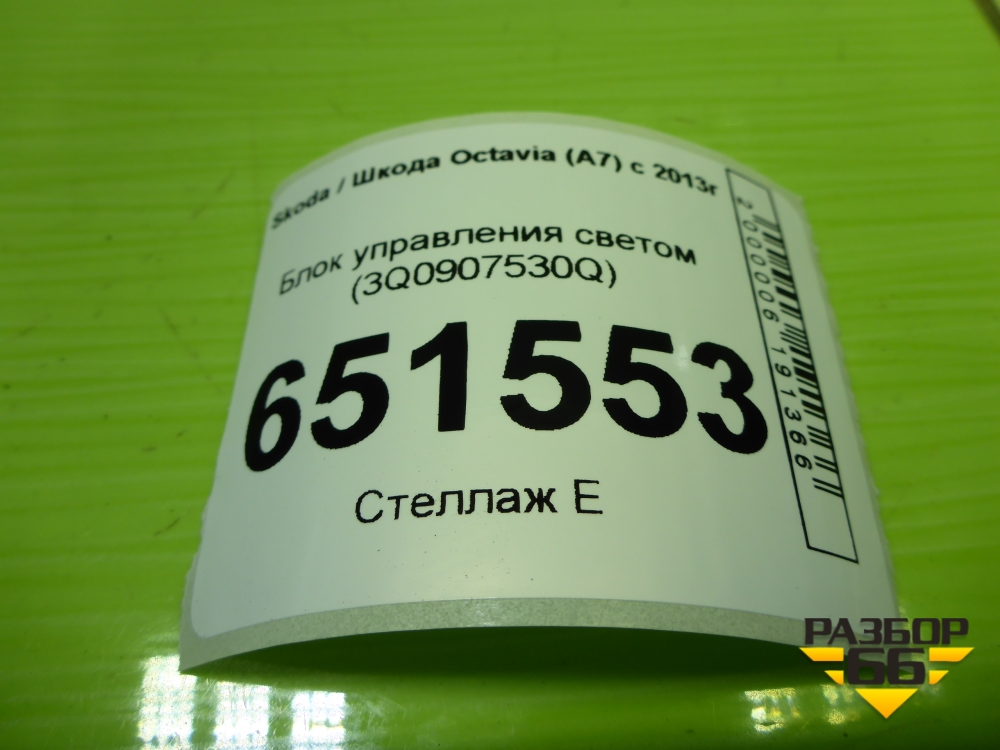 Skoda / Шкода Octavia (A7) с 2013г
Блок управления светом
(3Q0907530Q)
651553
Стеллаж Е
2000006191366
РАЗБОР
66